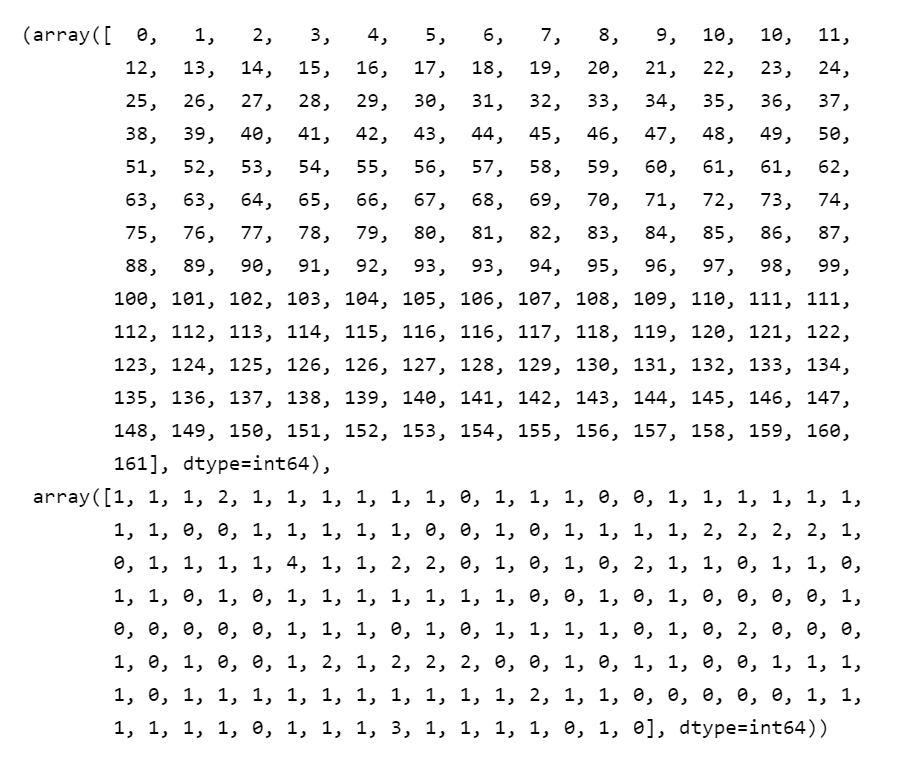 (array([  0,   1,   2,   3,   4,   5,   6,   7,   8,   9,  10,  10,  11,
         12,  13,  14,  15,  16,  17,  18,  19,  20,  21,  22,  23,  24,
         25,  26,  27,  28,  29,  30,  31,  32,  33,  34,  35,  36,  37,
         38,  39,  40,  41,  42,  43,  44,  45,  46,  47,  48,  49,  50,
         51,  52,  53,  54,  55,  56,  57,  58,  59,  60,  61,  61,  62,
         63,  63,  64,  65,  66,  67,  68,  69,  70,  71,  72,  73,  74,
         75,  76,  77,  78,  79,  80,  81,  82,  83,  84,  85,  86,  87,
         88,  89,  90,  91,  92,  93,  93,  94,  95,  96,  97,  98,  99,
        100, 101, 102, 103, 104, 105, 106, 107, 108, 109, 110, 111, 111,
        112, 112, 113, 114, 115, 116, 116, 117, 118, 119, 120, 121, 122,
        123, 124, 125, 126, 126, 127, 128, 129, 130, 131, 132, 133, 134,
        135, 136, 137, 138, 139, 140, 141, 142, 143, 144, 145, 146, 147,
        148, 149, 150, 151, 152, 153, 154, 155, 156, 157, 158, 159, 160,
        161], dtype=int64),
 array([1, 1, 1, 2, 1, 1, 1, 1, 1, 1, 0, 1, 1, 1, 0, 0, 1, 1, 1, 1, 1, 1,
        1, 1, 0, 0, 1, 1, 1, 1, 1, 0, 0, 1, 0, 1, 1, 1, 1, 2, 2, 2, 2, 1,
        0, 1, 1, 1, 1, 4, 1, 1, 2, 2, 0, 1, 0, 1, 0, 2, 1, 1, 0, 1, 1, 0,
        1, 1, 0, 1, 0, 1, 1, 1, 1, 1, 1, 1, 0, 0, 1, 0, 1, 0, 0, 0, 0, 1,
        0, 0, 0, 0, 0, 1, 1, 1, 0, 1, 0, 1, 1, 1, 1, 0, 1, 0, 2, 0, 0, 0,
        1, 0, 1, 0, 0, 1, 2, 1, 2, 2, 2, 0, 0, 1, 0, 1, 1, 0, 0, 1, 1, 1,
        1, 0, 1, 1, 1, 1, 1, 1, 1, 1, 1, 1, 2, 1, 1, 0, 0, 0, 0, 0, 1, 1,
        1, 1, 1, 1, 0, 1, 1, 1, 3, 1, 1, 1, 1, 0, 1, 0], dtype=int64))